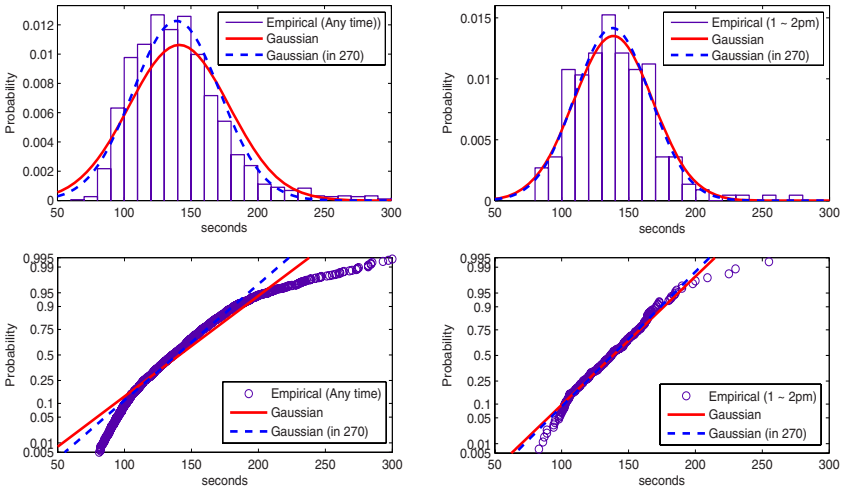 0.012
0.01
0.008
0.006
0.004
0.002
0
Probability
50 100 150 200 250 300
seconds
Empirical (Any time))
Gaussian
Gaussian (in 270)
0.015
0.01
0.005
0
Probability
50 100 150 200 250 300
seconds
Empirical (1 ~ 2pm)
Gaussian
Gaussian (in 270)
0.995
0.99
0.95
0.9
0.75
0.5
0.25
0.1
0.05
0.01
0.005
Probability
50 100 150 200 250 300
seconds
Empirical (Any time)
Gaussian
Gaussian (in 270)
0.995
0.99
0.95
0.9
0.75
0.5
0.25
0.1
0.05
0.01
0.005
Probability
50 100 150 200 250 300
seconds
Empirical (1 ~ 2pm)
Gaussian
Gaussian (in 270)